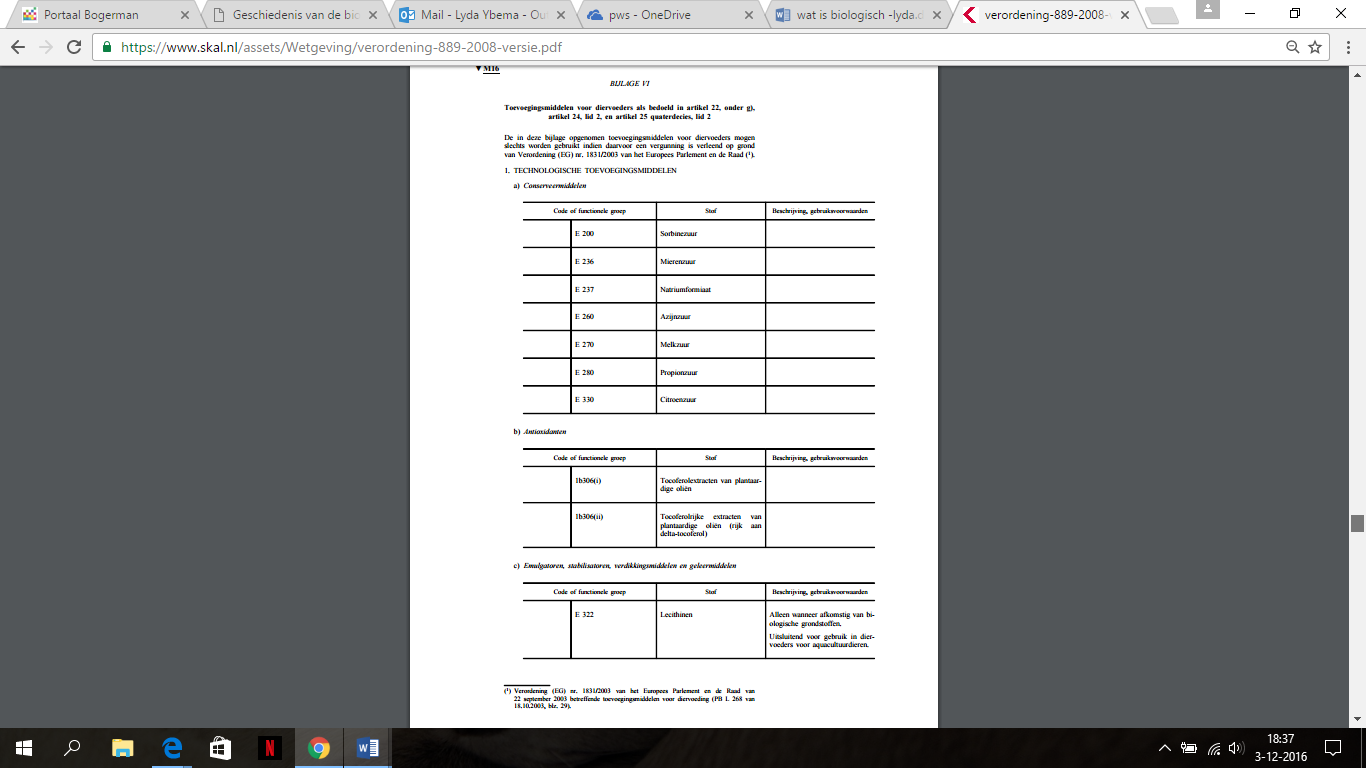 Portaal Bogerman
Geschiedenis van de bio
Mail - Lyda Ybema - Ou
pws - OneDrive
wat is biologisch -lyda.d
verordening-889-2008-
https://www.skal.nl/assets/Wetgeving/verordening-889-2008-versie.pdf
▼ M16
BIJLAGE VI
Toevoegingsmiddelen voor diervoeders als bedoeld in artikel 22, onder g),
artikel 24, lid 2, en artikel 25 quaterdecies, lid 2
De in deze bijlage opgenomen toevoegingsmiddelen voor diervoeders mogen
slechts worden gebruikt indien daarvoor een vergunning is verleend op grond
van Verordening (EG) nr. 1831/2003 van het Europees Parlement en de Raad (¹).
1. TECHNOLOGISCHE TOEVOEGINGSMIDDELEN
a) Conserveermiddelen
Code of functionele groep Stof Beschrijving, gebruiksvoorwaarden
E 200 Sorbinezuur
E 236 Mierenzuur
E 237 Natriumformiaat
E 260 Azijnzuur
E 270 Melkzuur
E 280 Propionzuur
E 330 Citroenzuur
b) Antioxidanten
Code of functionele groep Stof Beschrijving, gebruiksvoorwaarden
1b306(i) Tocoferolextracten van plantaar-
dige oliën
1b306(ii) Tocoferolrijke extracten van
plantaardige oliën (rijk aan
delta-tocoferol)
c) Emulgatoren, stabilisatoren, verdikkingsmiddelen en geleermiddelen
Code of functionele groep Stof Beschrijving, gebruiksvoorwaarden
E 322 Lecithinen Alleen wanneer afkomstig van bi-
ologische grondstoffen.
Uitsluitend voor gebruik in dier-
voeders voor aquacultuurdieren.
(¹) Verordening (EG) nr. 1831/2003 van het Europees Parlement en de Raad van
22 september 2003 betreffende toevoegingsmiddelen voor diervoeding (PB L 268 van
18.10.2003, blz. 29).
18:37
3-12-2016